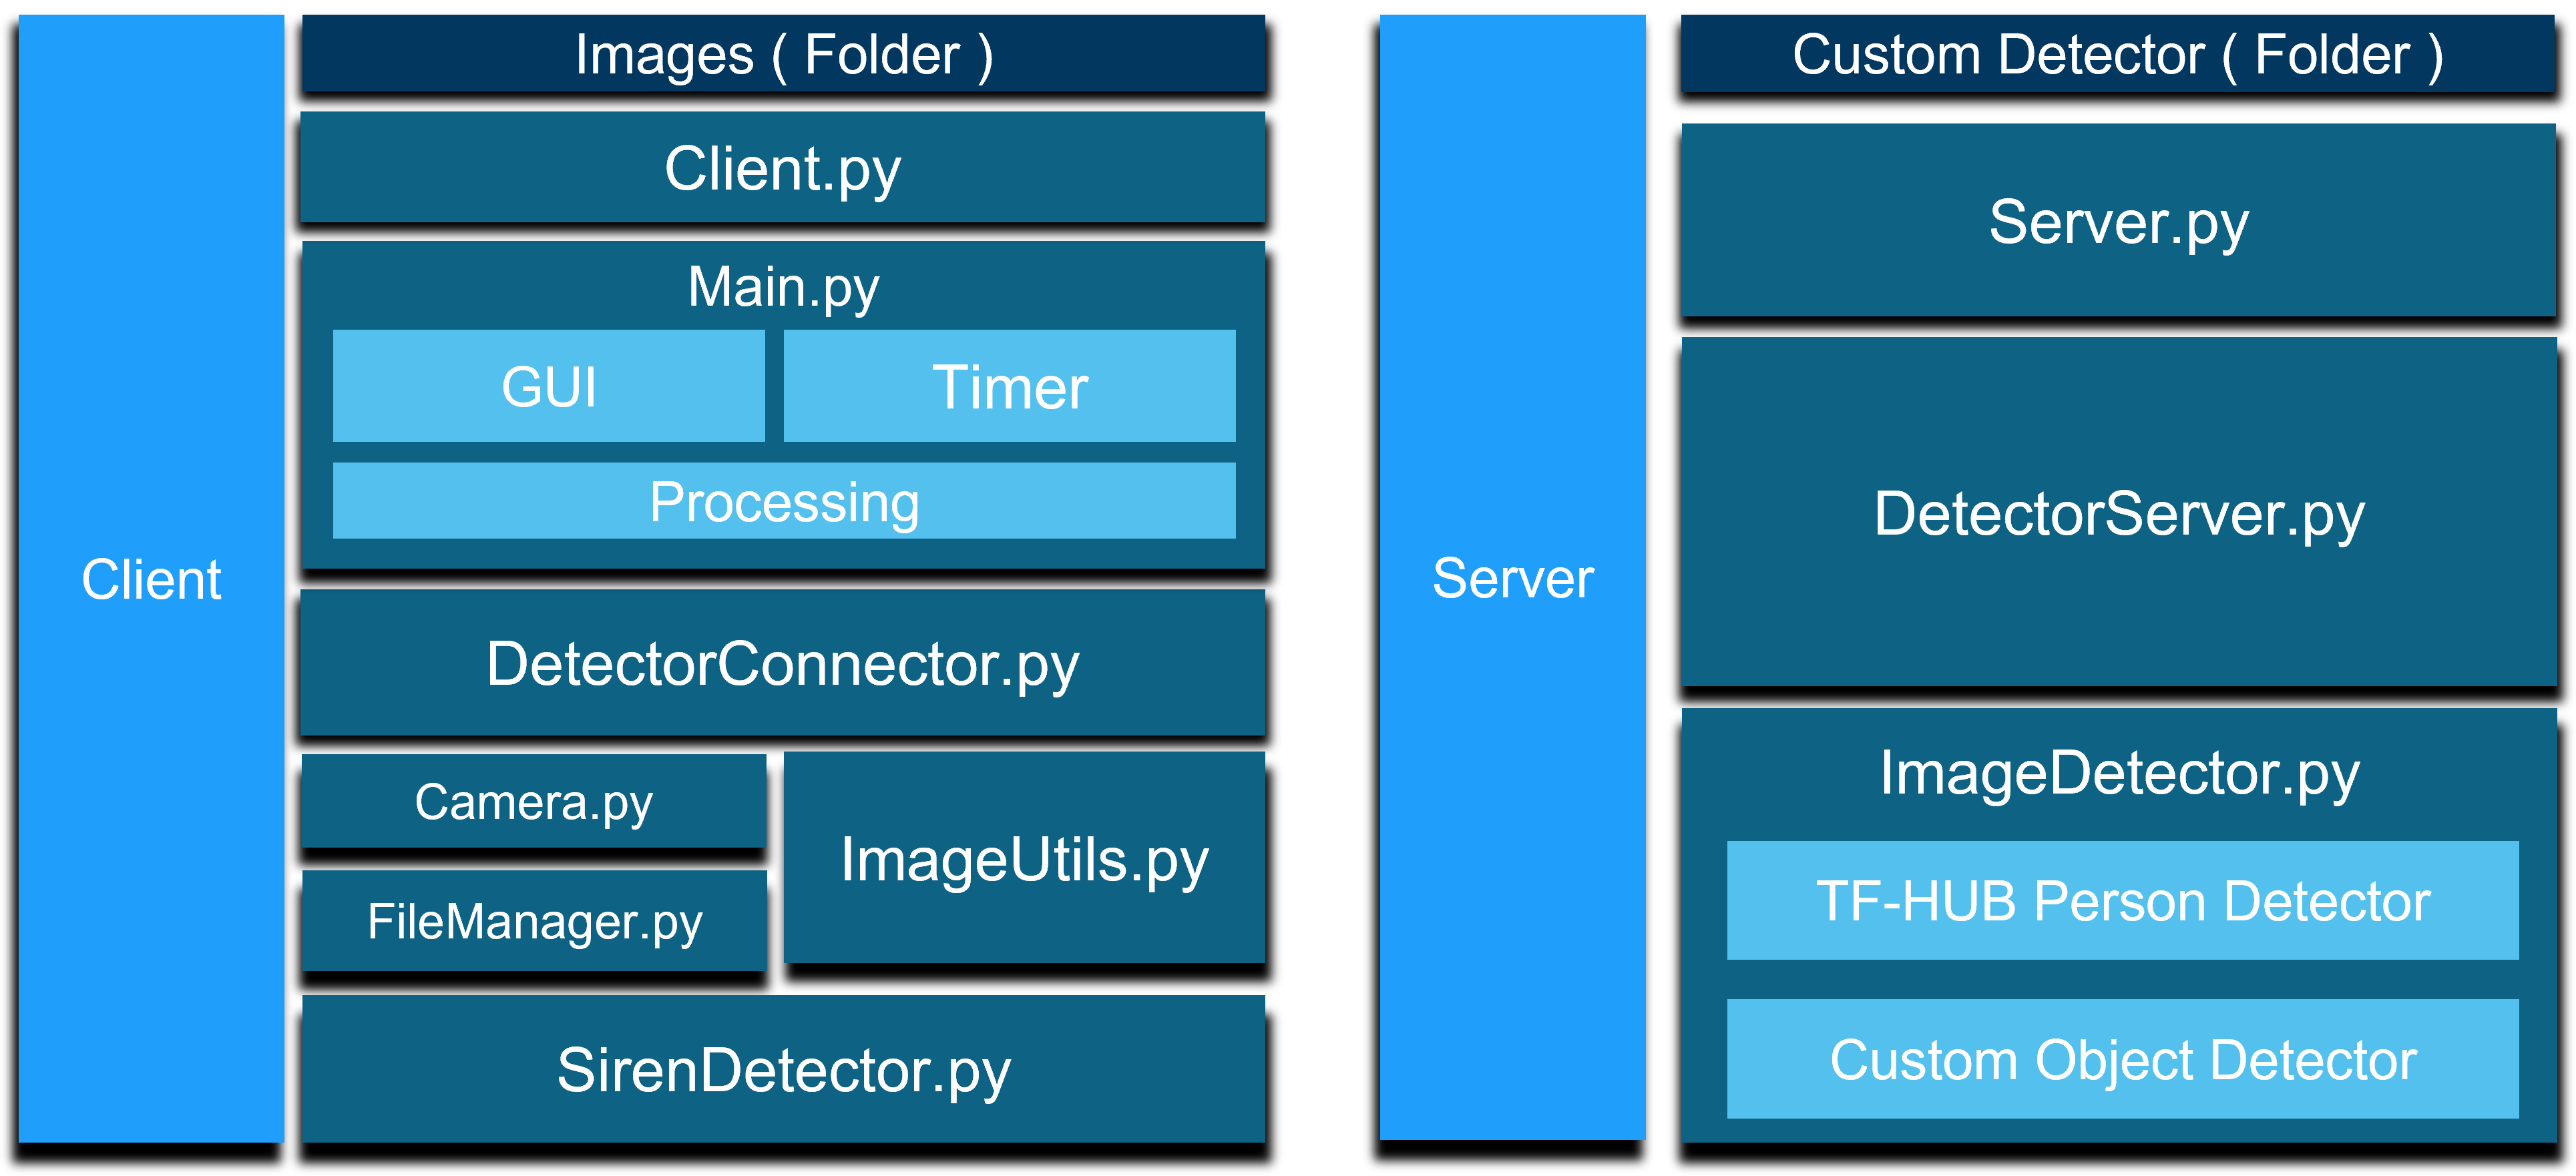 Client
Images ( Folder )
Client.py
Main.py
GUI
Timer
Processing
DetectorConnector.py
Camera.py
FileManager.py
ImageUtils.py
SirenDetector.py
Server
Custom Detector ( Folder )
Server.py
DetectorServer.py
ImageDetector.py
TF-HUB Person Detector
Custom Object Detector